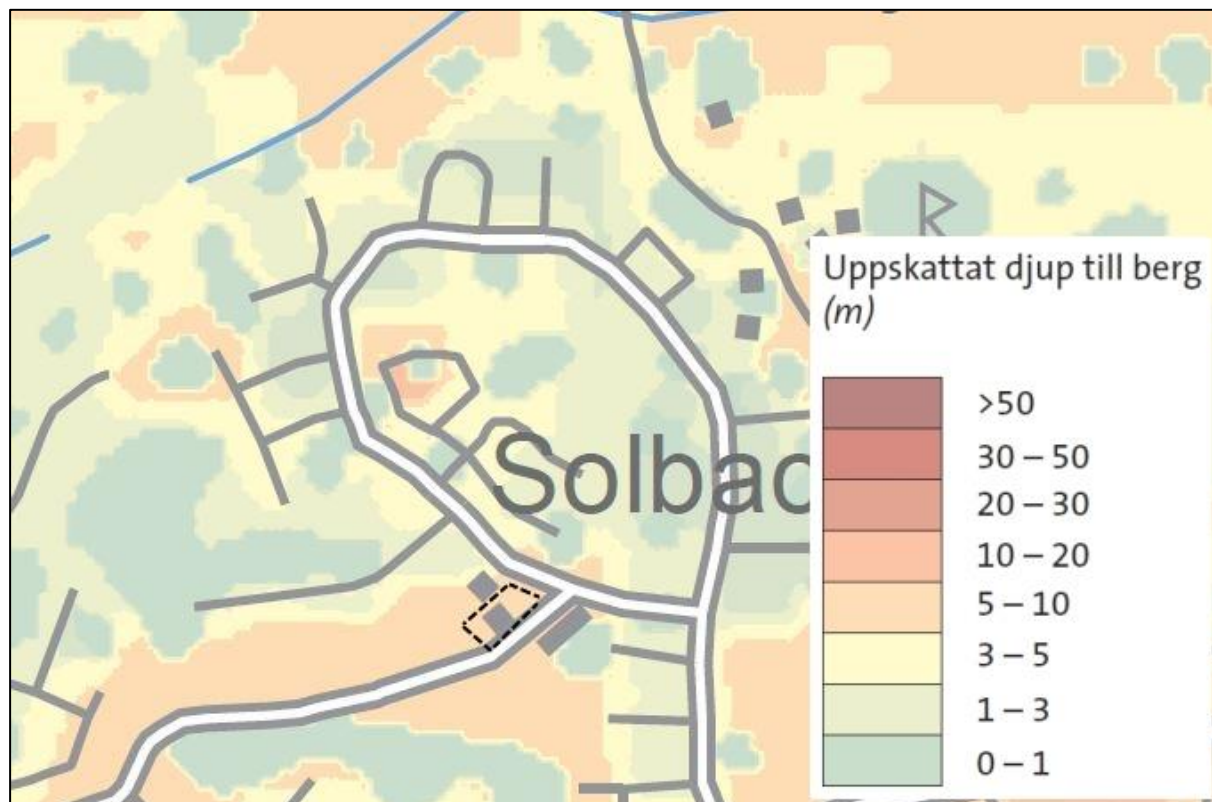 Solbac
Uppskattat djup till berg
(m)
>50
30 – 50
20 – 30
10 – 20
5 – 10
3 – 5
1 – 3
0 – 1